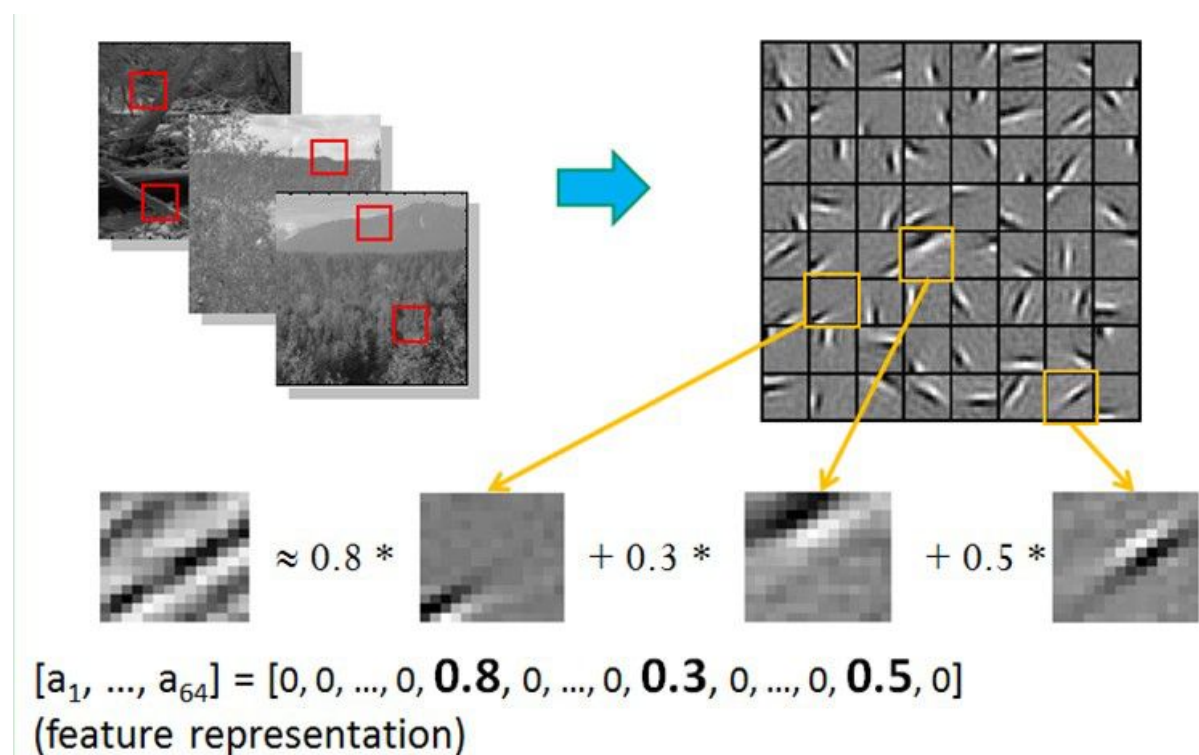 ≈ 0.8 * + 0.3 * + 0.5 *
[a₁, ..., a₆₄] = [0, 0, ..., 0, 0.8, 0, ..., 0, 0.3, 0, ..., 0, 0.5, 0]
(feature representation)